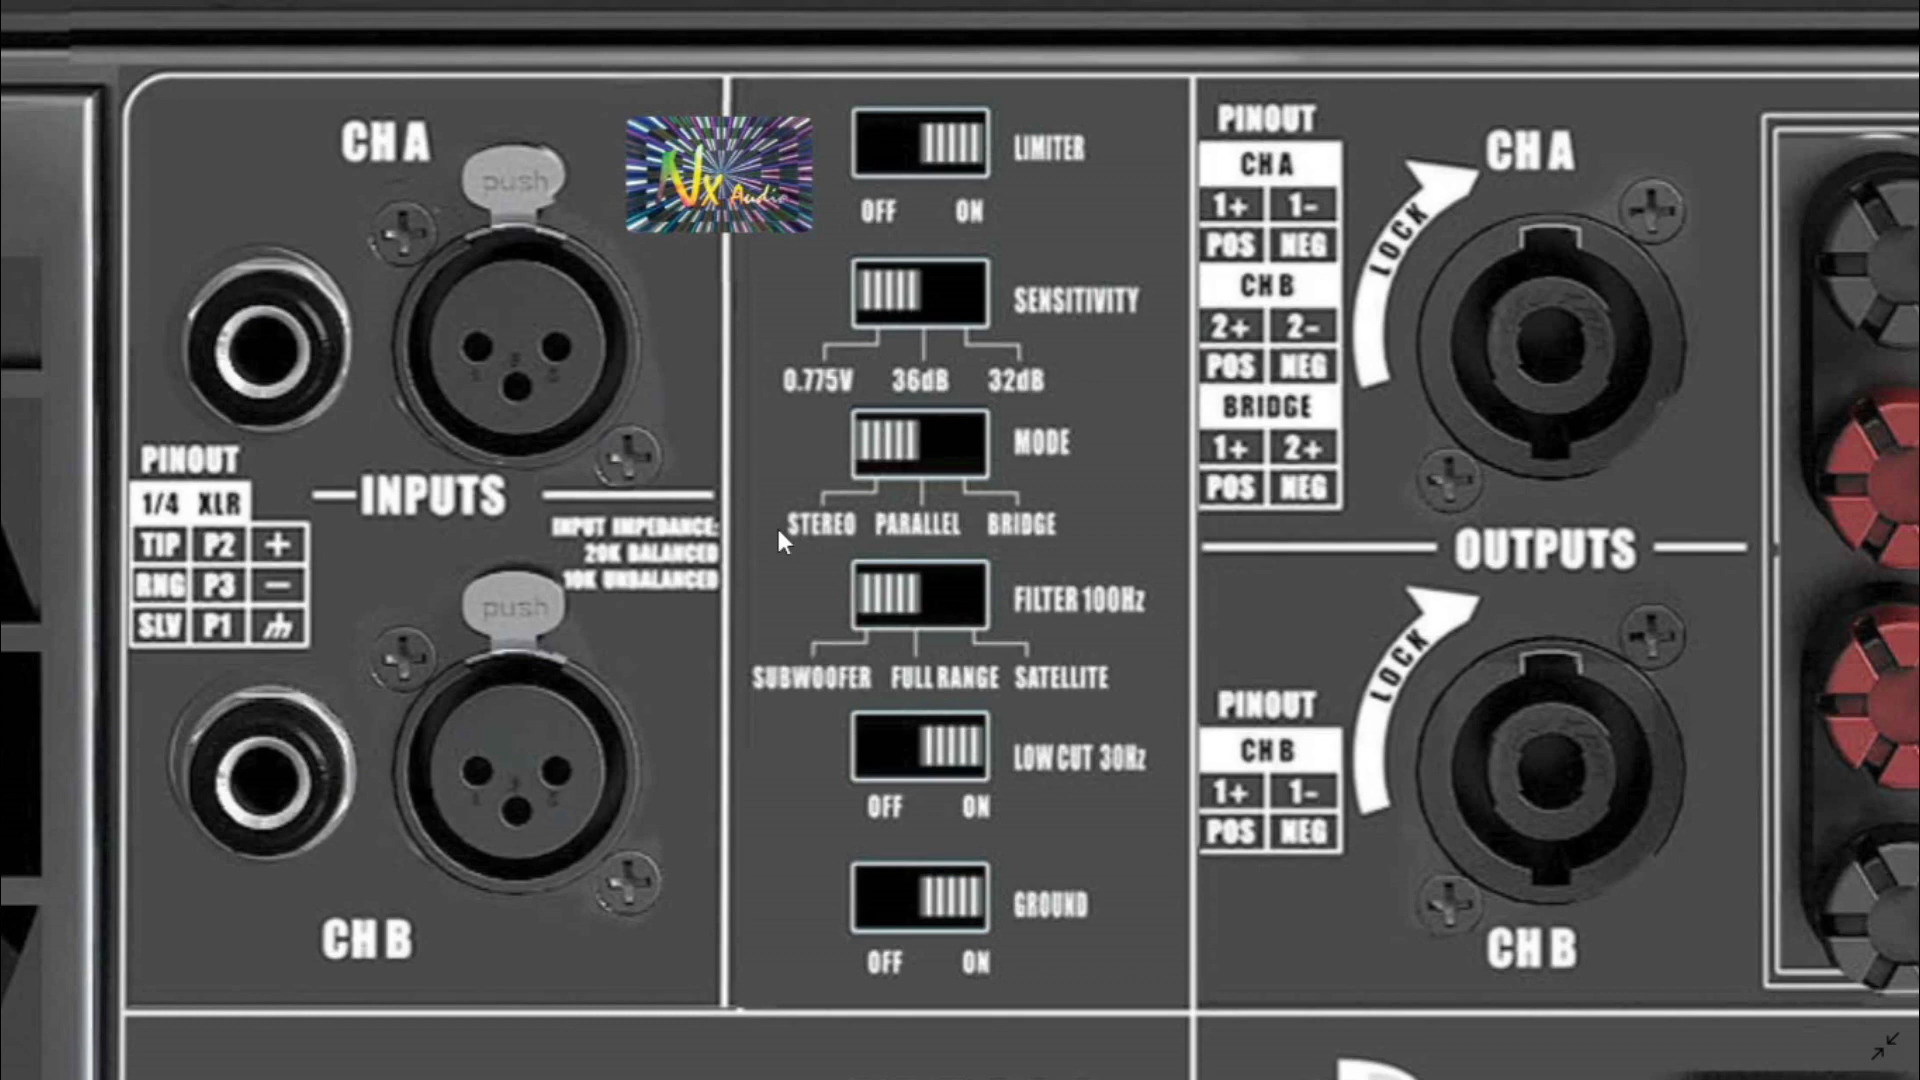 CH A
push
Nx Audio
PINOUT
1/4 XLR
TIP P2 +
RNG P3 −
SLV P1
INPUTS
INPUT IMPEDANCE:
20K BALANCED
10K UNBALANCED
push
CH B
LIMITER
OFF ON
SENSITIVITY
0.775V 36dB 32dB
MODE
STEREO PARALLEL BRIDGE
FILTER 100Hz
SUBWOOFER FULL RANGE SATELLITE
LOW CUT 30Hz
OFF ON
GROUND
OFF ON
PINOUT
CH A
1+ 1-
POS NEG
CH B
2+ 2-
POS NEG
BRIDGE
1+ 2+
POS NEG
CH A
LOCK
OUTPUTS
LOCK
PINOUT
CH B
1+ 1-
POS NEG
CH B